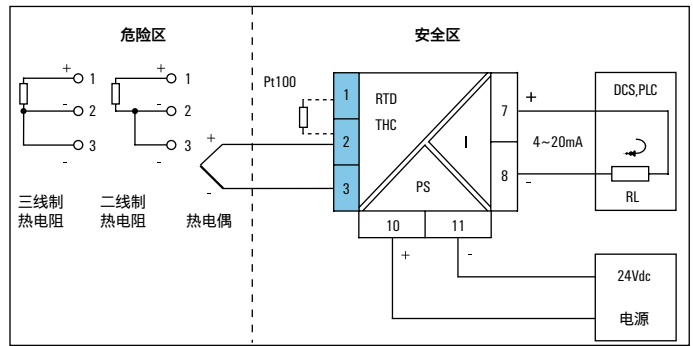 危险区
安全区
+
1
-
2
3
-
三线制
热电阻
+
1
-
2
3
-
二线制
热电阻
+
-
热电偶
Pt100
1
2
3
RTD
THC
I
PS
7
8
10
11
+
4~20mA
-
DCS,PLC
RL
+
-
24Vdc
电源